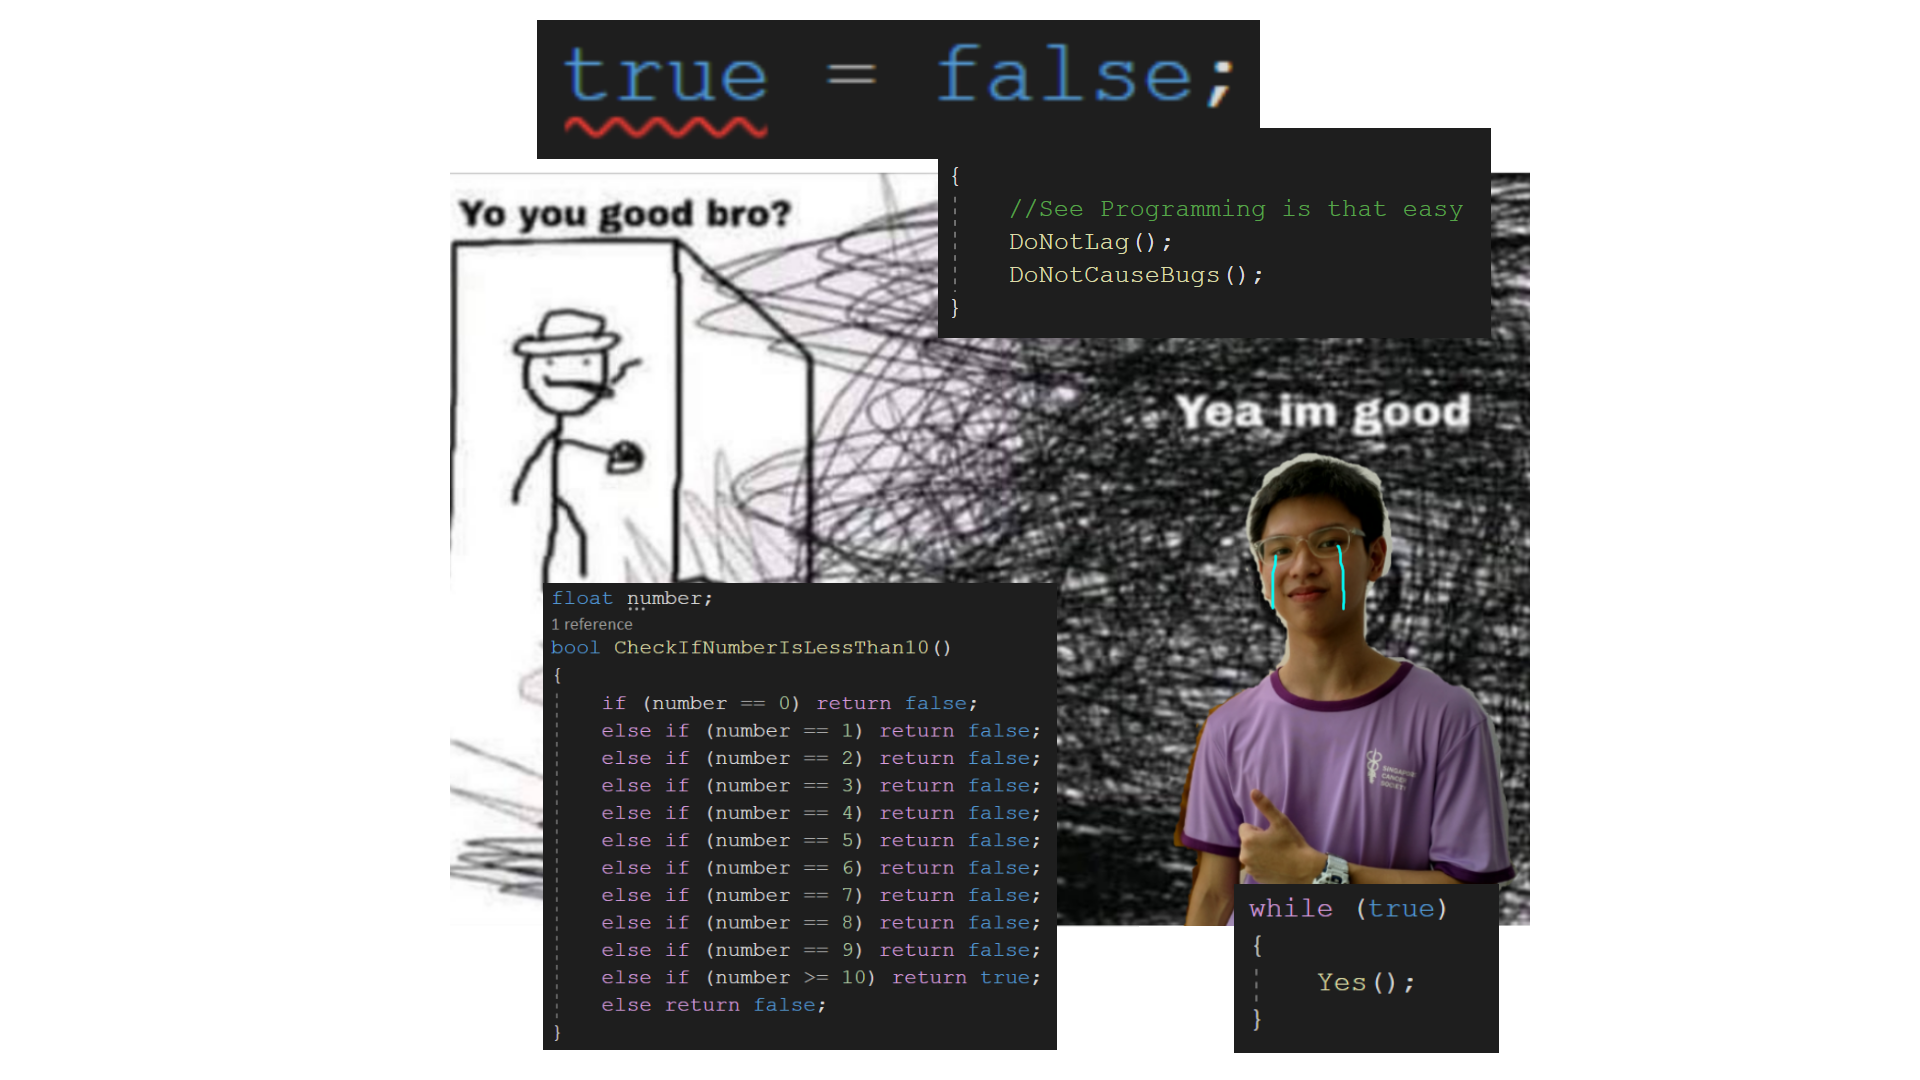 true = false;
{
//See Programming is that easy
DoNotLag();
DoNotCauseBugs();
}
Yo you good bro?
Yea im good
float number;
1 reference
bool CheckIfNumberIsLessThan10()
{
if (number == 0) return false;
else if (number == 1) return false;
else if (number == 2) return false;
else if (number == 3) return false;
else if (number == 4) return false;
else if (number == 5) return false;
else if (number == 6) return false;
else if (number == 7) return false;
else if (number == 8) return false;
else if (number == 9) return false;
else if (number >= 10) return true;
else return false;
}
SINGAPORE
CANCER
SOCIETY
while (true)
{
Yes();
}